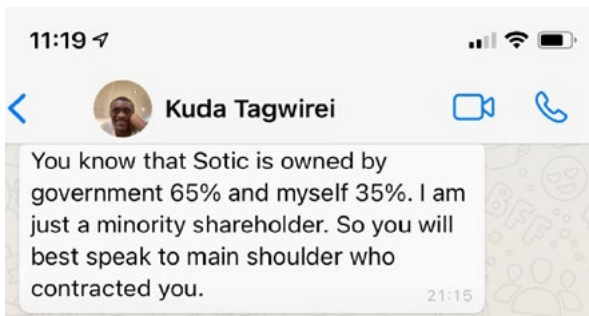 11:19
Kuda Tagwirei
You know that Sotic is owned by
government 65% and myself 35%. I am
just a minority shareholder. So you will
best speak to main shoulder who
contracted you.
21:15